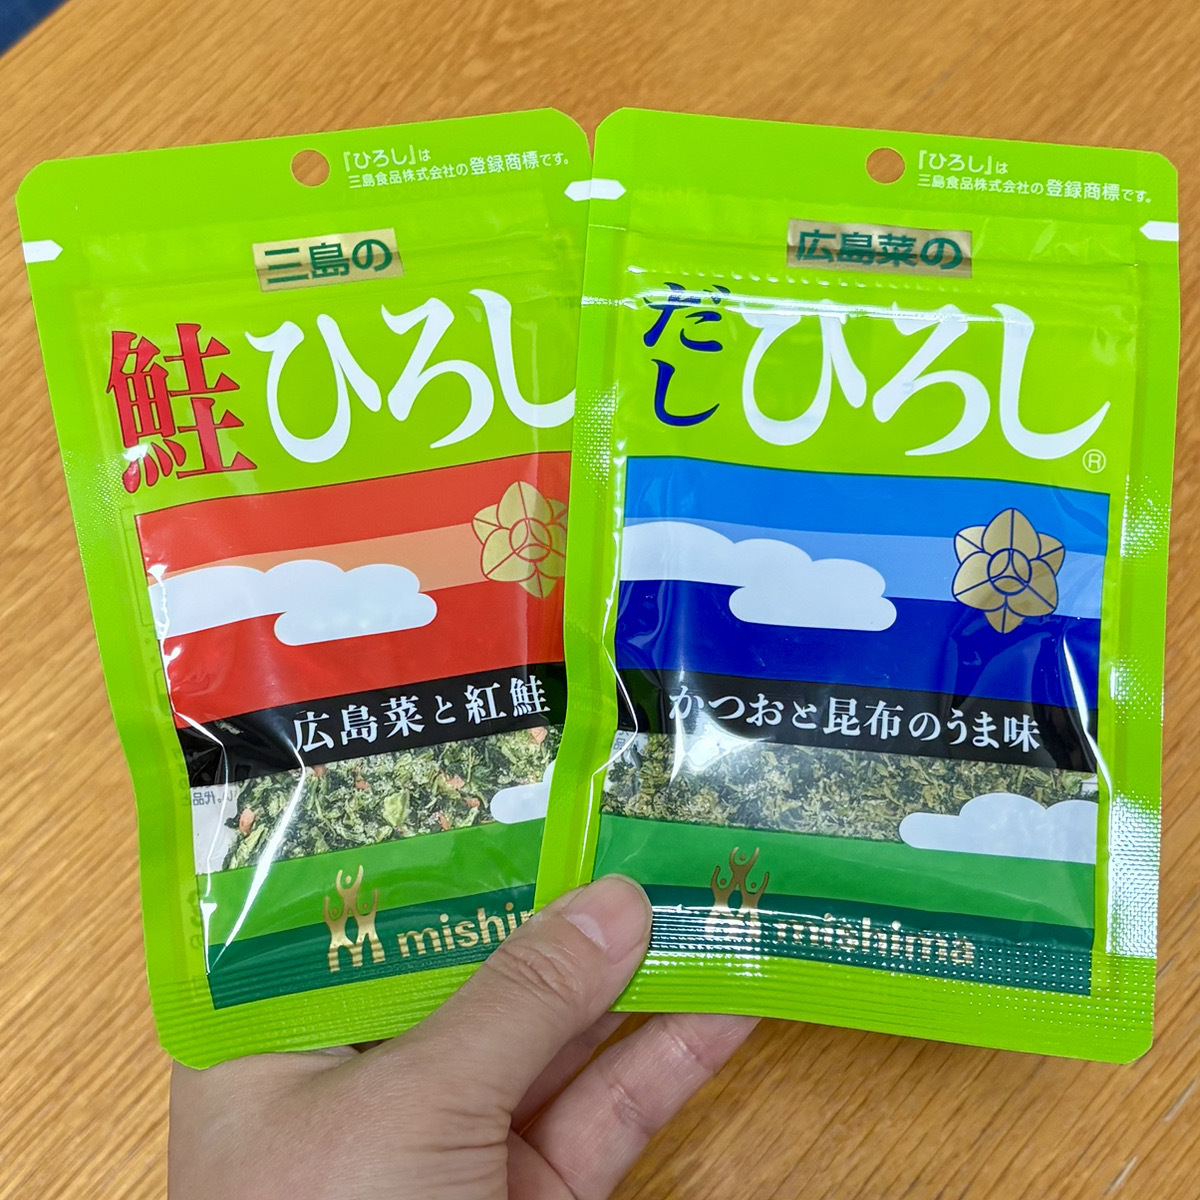 『ひろし』は
三島食品株式会社の登録商標です。
三島の
鮭ひろし
広島菜と紅鮭
mishima
『ひろし』は
三島食品株式会社の登録商標です。
広島菜の
だしひろし®
かつおと昆布のうま味
mishima